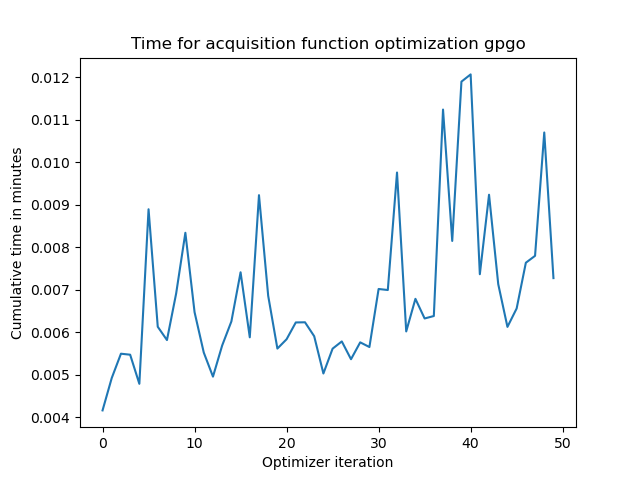 Time for acquisition function optimization gpgo
Cumulative time in minutes
0.012
0.011
0.010
0.009
0.008
0.007
0.006
0.005
0.004
0 10 20 30 40 50
Optimizer iteration